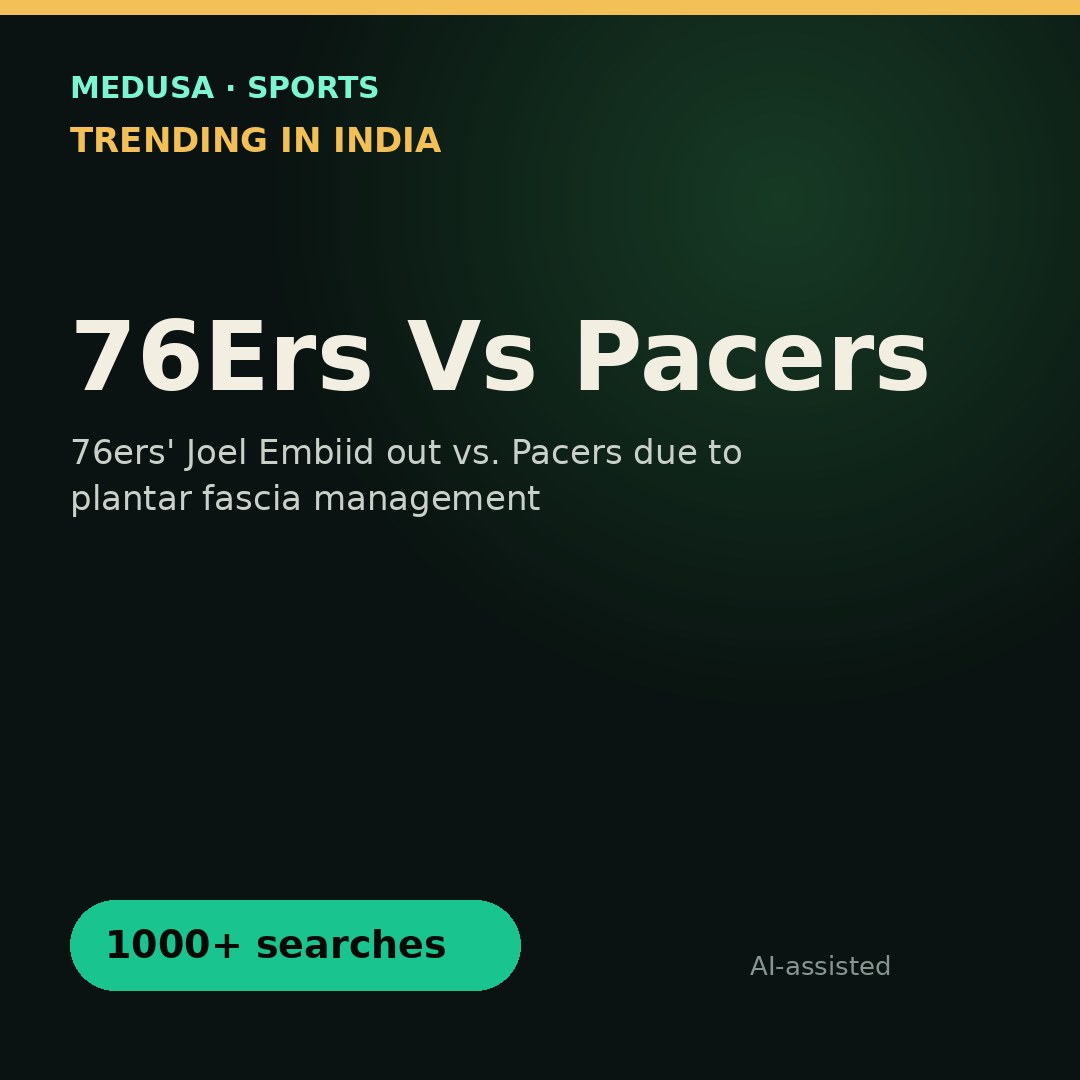 MEDUSA · SPORTS
TRENDING IN INDIA
76Ers Vs Pacers
76ers' Joel Embiid out vs. Pacers due to
plantar fascia management
1000+ searches
AI-assisted